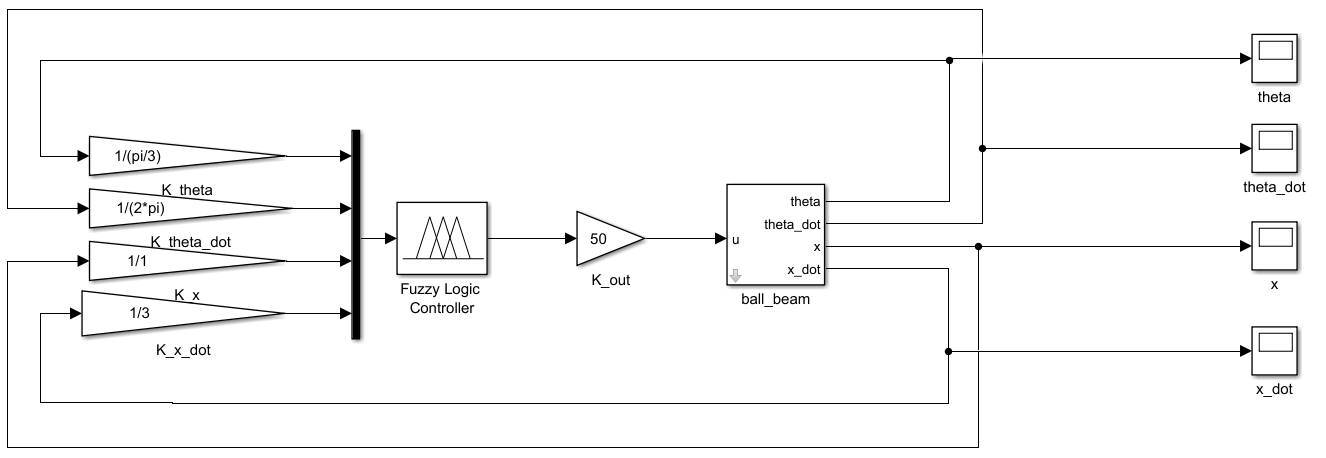 theta
1/(pi/3)
K_theta
1/(2*pi)
theta_dot
K_theta_dot
1/1
K_x
1/3
K_x_dot
Fuzzy Logic
Controller
50
K_out
u
theta
theta_dot
x
x_dot
ball_beam
x
x_dot